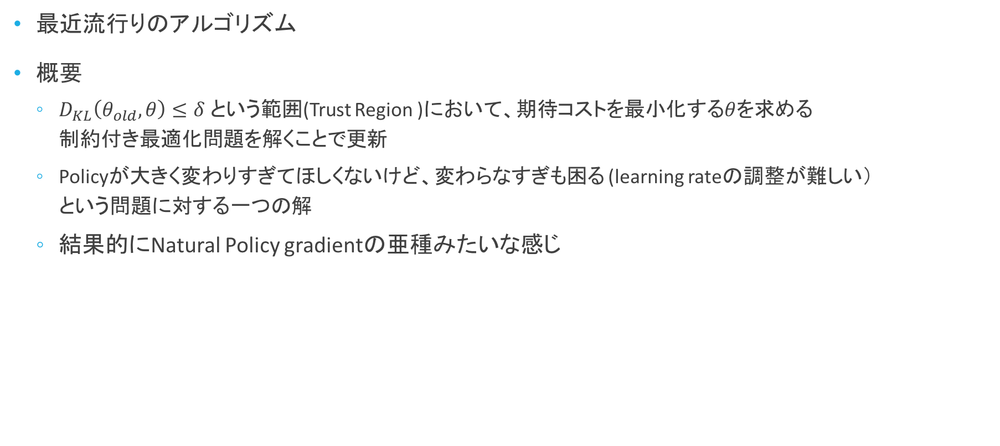 • 最近流行りのアルゴリズム
• 概要
◦ $D_{KL}(\theta_{old}, \theta) \leq \delta$ という範囲(Trust Region )において、期待コストを最小化する$\theta$を求める
制約付き最適化問題を解くことで更新
◦ Policyが大きく変わりすぎてほしくないけど、変わらなすぎも困る (learning rateの調整が難しい）
という問題に対する一つの解
◦ 結果的にNatural Policy gradientの亜種みたいな感じ